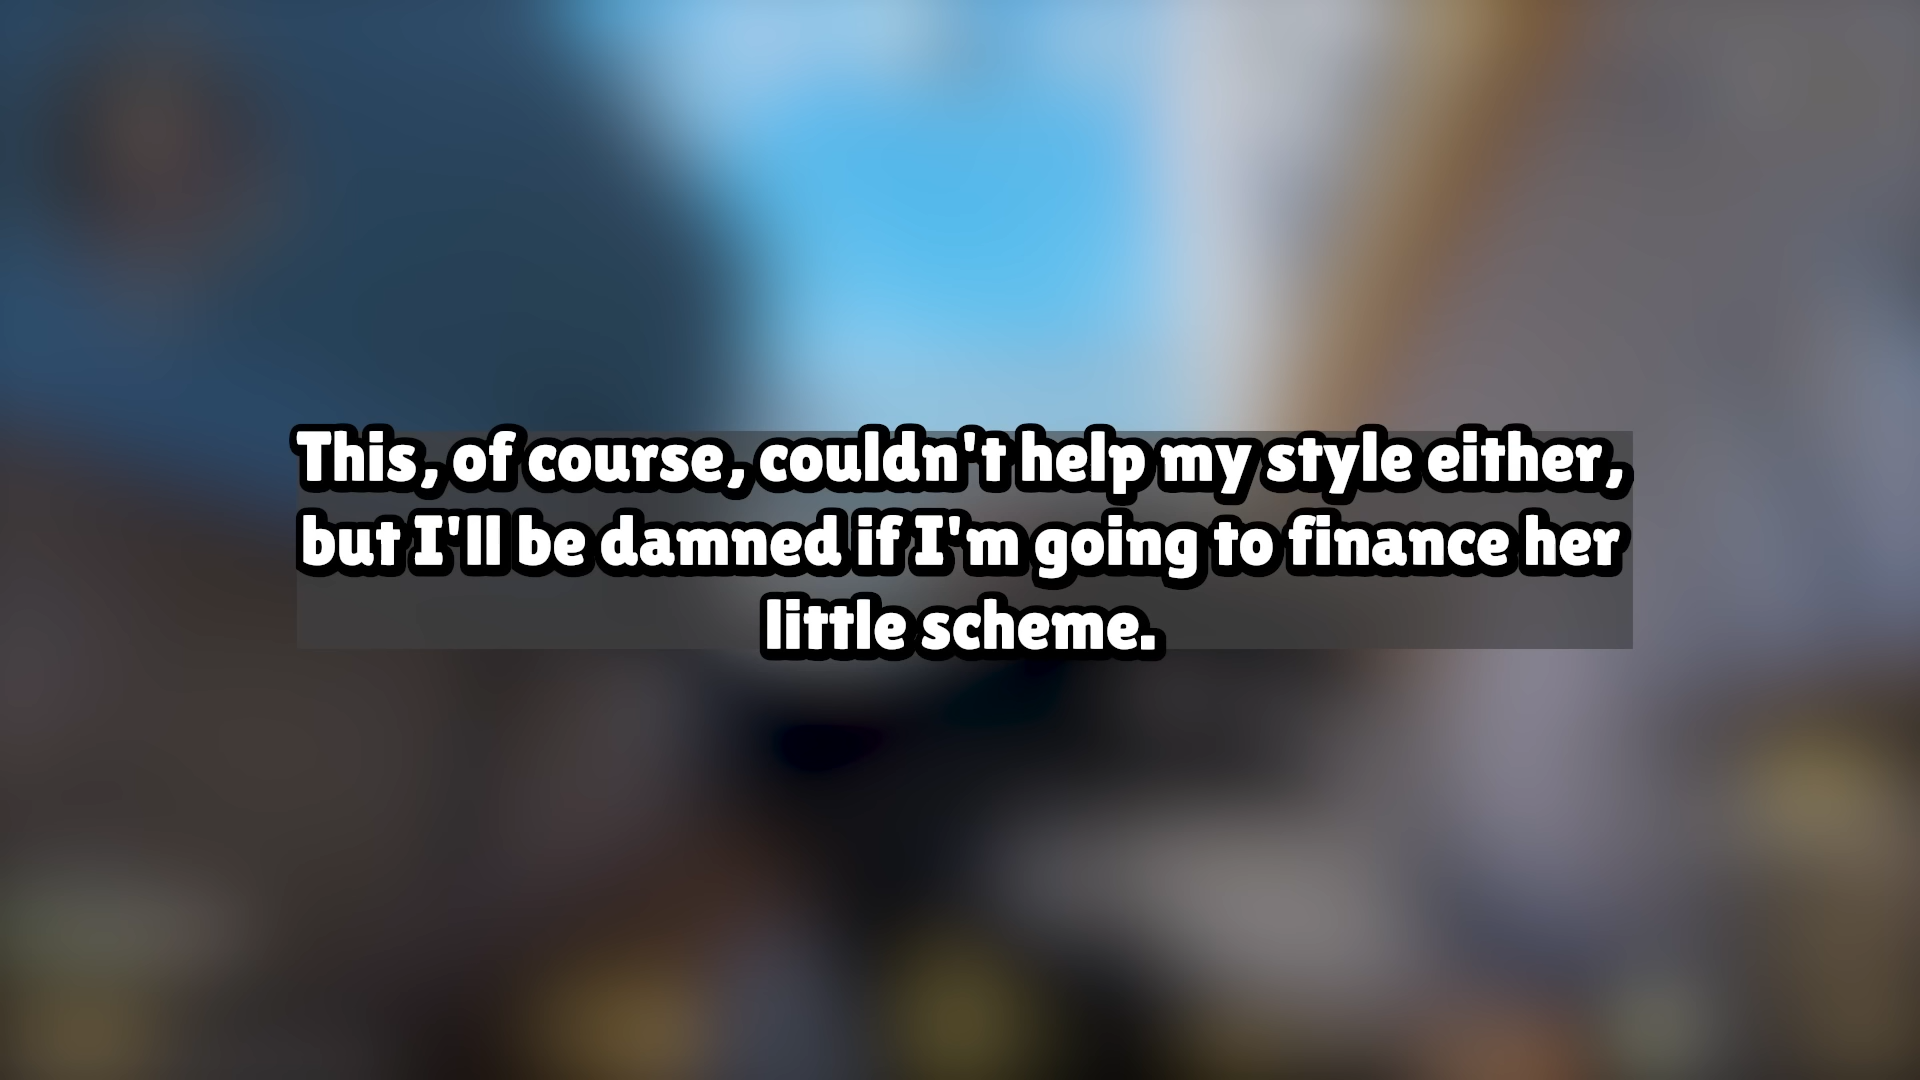 This, of course, couldn't help my style either,
but I'll be damned if I'm going to finance her
little scheme.